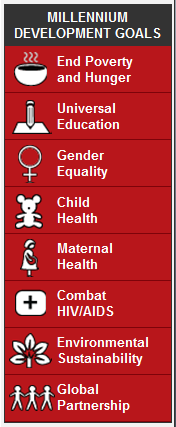 MILLENNIUM
DEVELOPMENT GOALS
End Poverty
and Hunger
Universal
Education
Gender
Equality
Child
Health
Maternal
Health
Combat
HIV/AIDS
Environmental
Sustainability
Global
Partnership